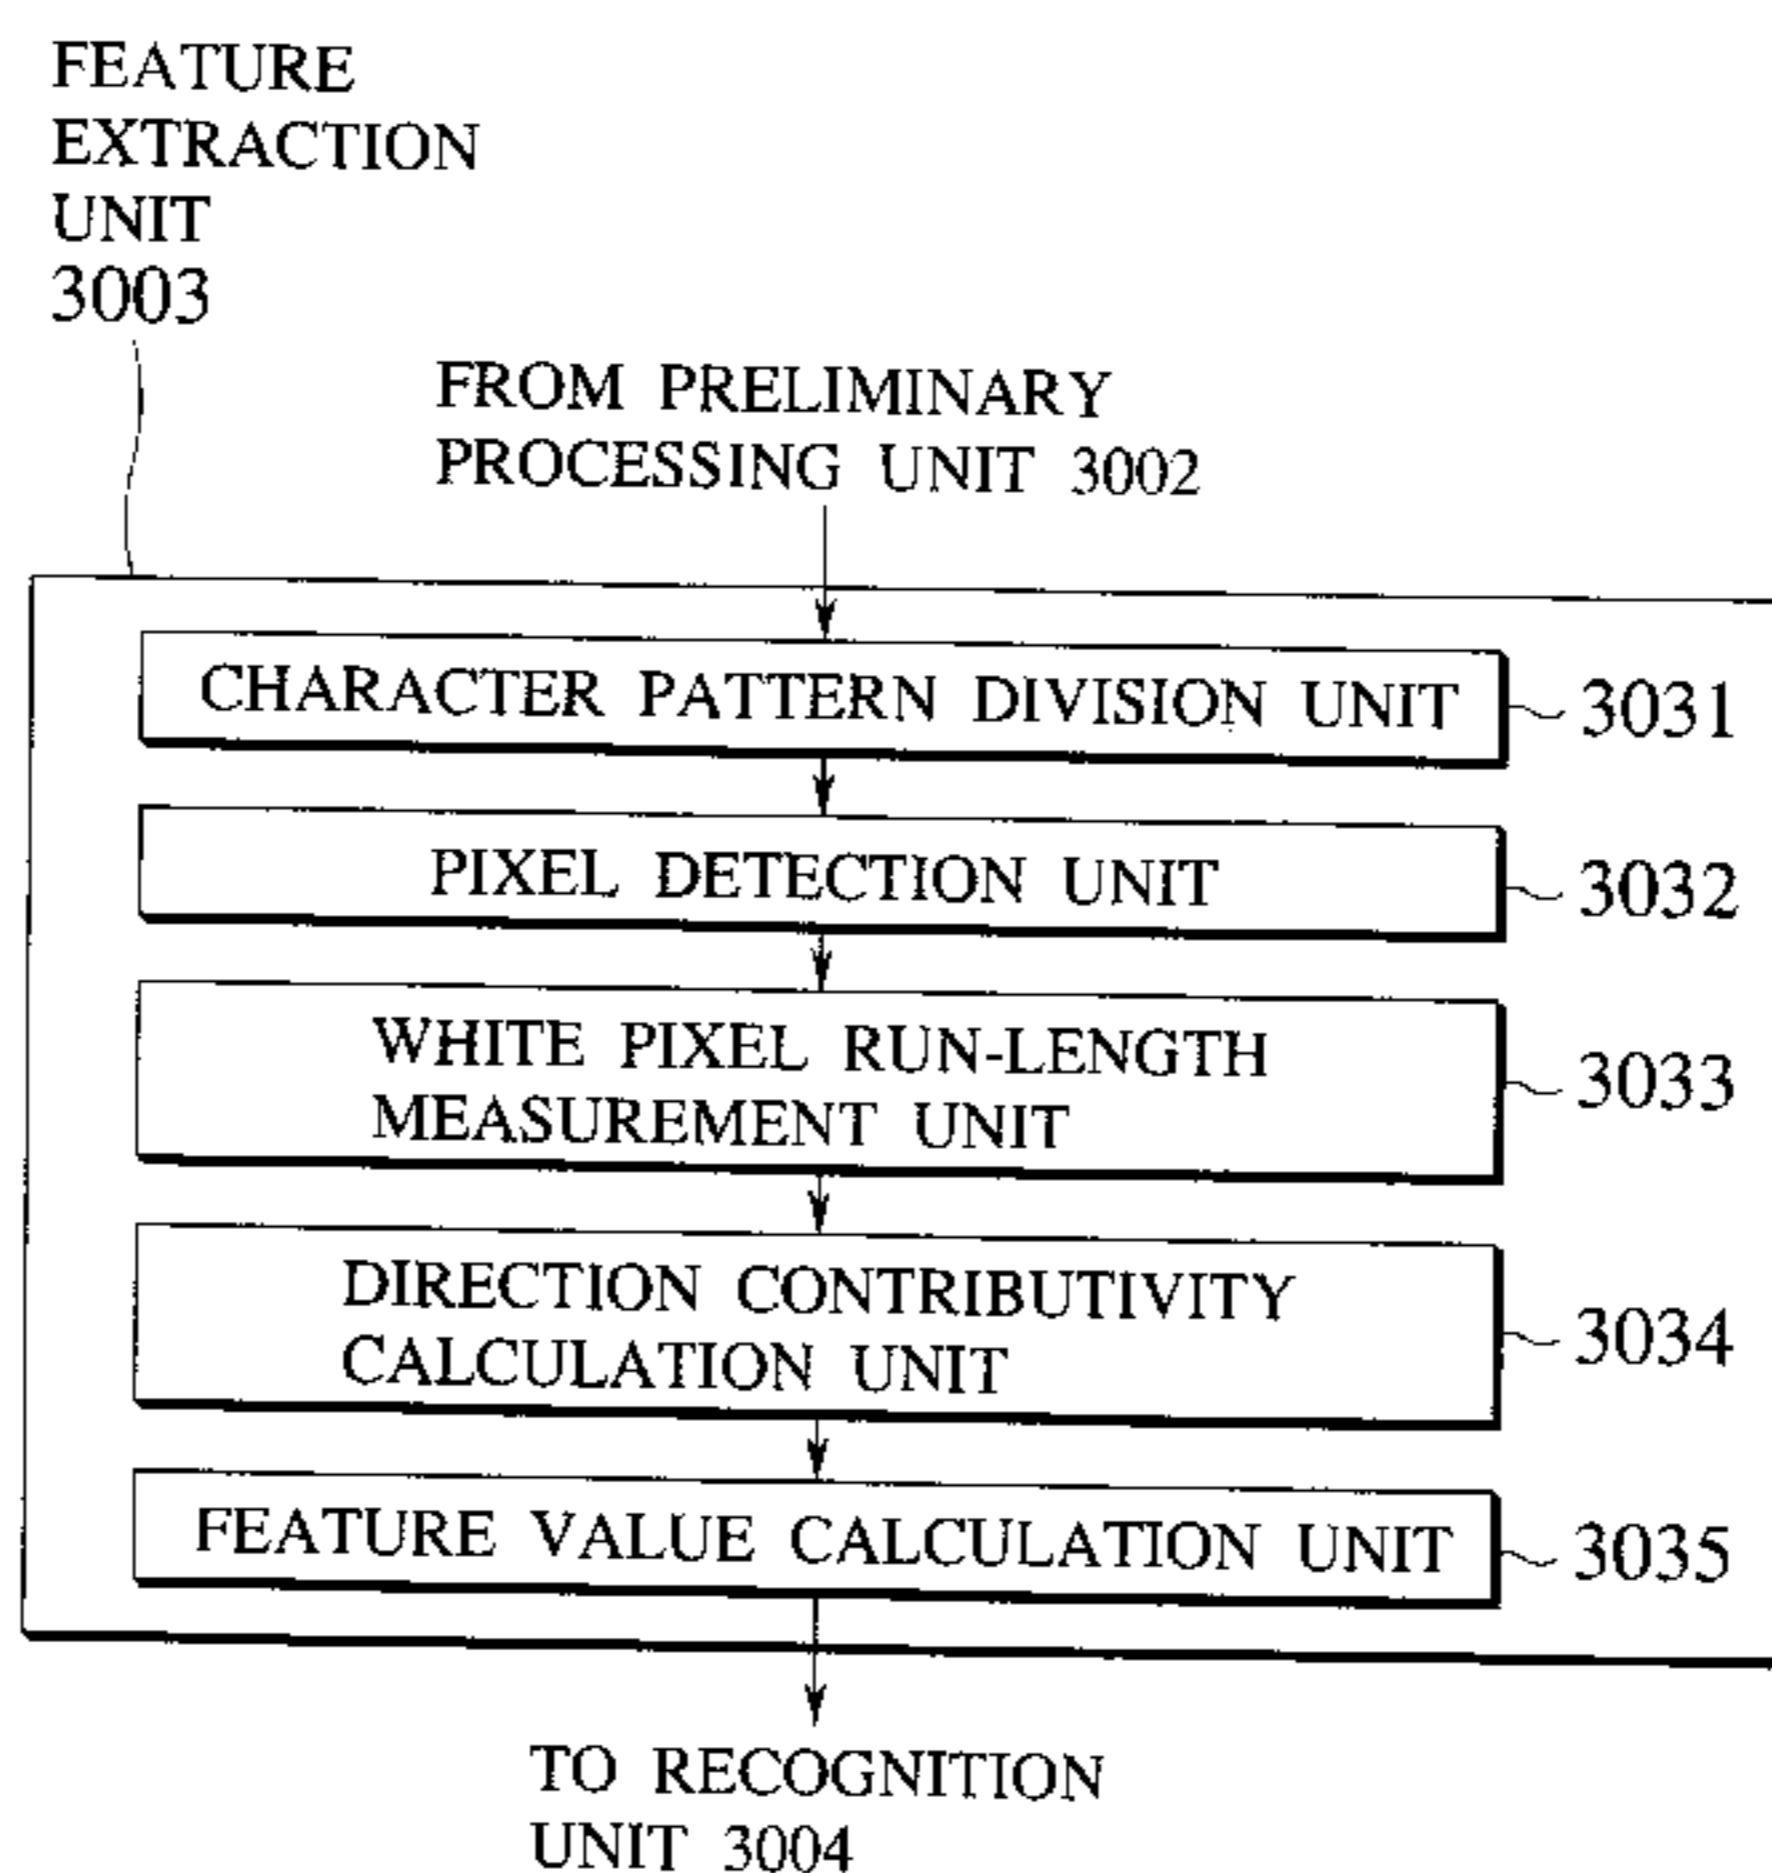 FEATURE
EXTRACTION
UNIT
3003
FROM PRELIMINARY
PROCESSING UNIT 3002
CHARACTER PATTERN DIVISION UNIT
3031
PIXEL DETECTION UNIT
3032
WHITE PIXEL RUN-LENGTH
MEASUREMENT UNIT
3033
DIRECTION CONTRIBUTIVITY
CALCULATION UNIT
3034
FEATURE VALUE CALCULATION UNIT
3035
TO RECOGNITION
UNIT 3004